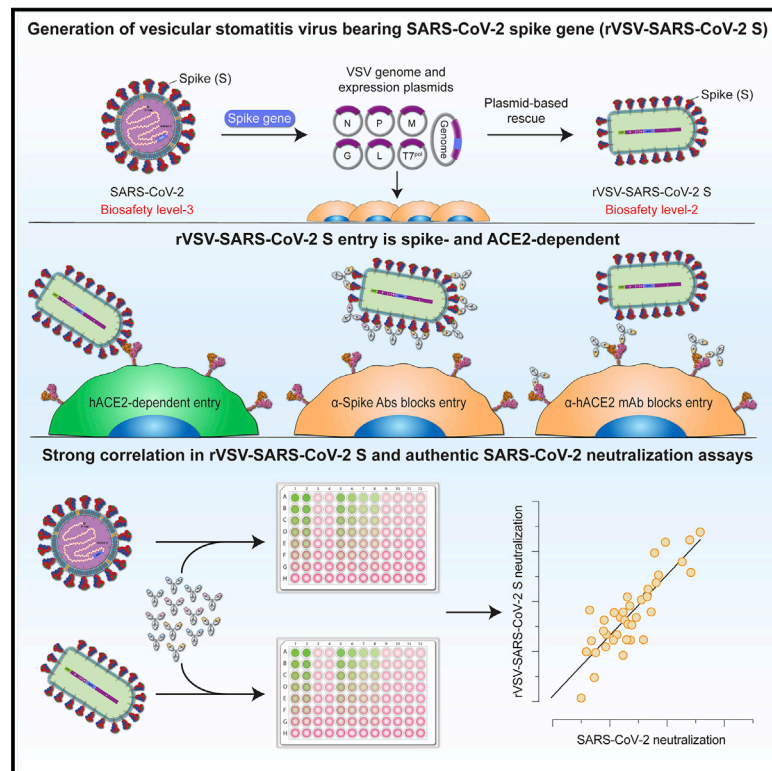 Generation of vesicular stomatitis virus bearing SARS-CoV-2 spike gene (rVSV-SARS-CoV-2 S)
Spike (S)
SARS-CoV-2
Biosafety level-3
Spike gene
VSV genome and
expression plasmids
N P M
G L T7pol
Genome
Plasmid-based
rescue
Spike (S)
rVSV-SARS-CoV-2 S
Biosafety level-2
rVSV-SARS-CoV-2 S entry is spike- and ACE2-dependent
hACE2-dependent entry
α-Spike Abs blocks entry
α-hACE2 mAb blocks entry
Strong correlation in rVSV-SARS-CoV-2 S and authentic SARS-CoV-2 neutralization assays
1 2 3 4 5 6 7 8 9 10 11 12
A
B
C
D
E
F
G
H
1 2 3 4 5 6 7 8 9 10 11 12
A
B
C
D
E
F
G
H
rVSV-SARS-CoV-2 S neutralization
SARS-CoV-2 neutralization